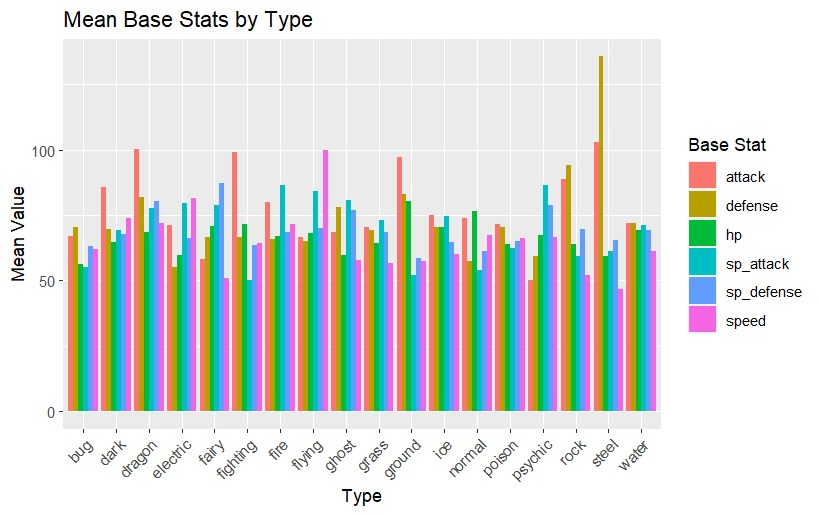 Mean Base Stats by Type
Mean Value
100
50
0
bug
dark
dragon
electric
fairy
fighting
fire
flying
ghost
grass
ground
ice
normal
poison
psychic
rock
steel
water
Type
Base Stat
attack
defense
hp
sp_attack
sp_defense
speed